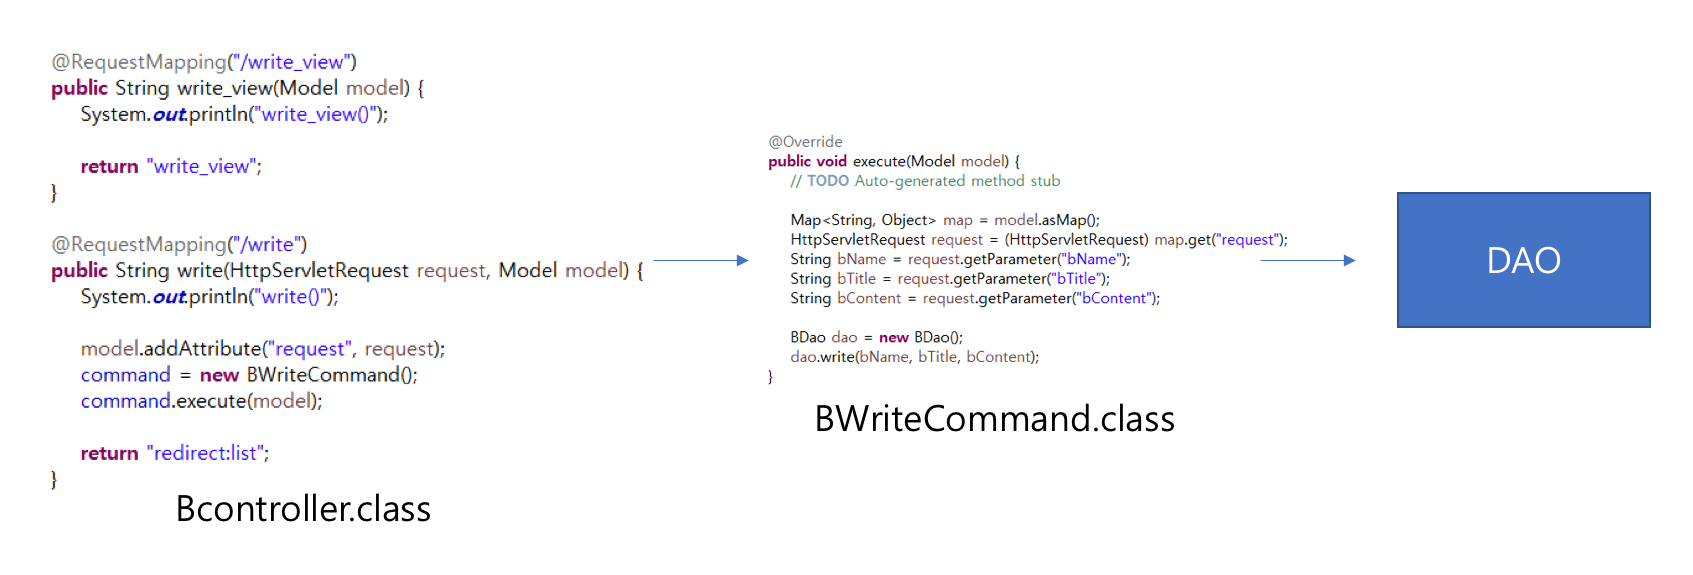 @RequestMapping("/write_view")
public String write_view(Model model) {
System.out.println("write_view()");
return "write_view";
}
@RequestMapping("/write")
public String write(HttpServletRequest request, Model model) {
System.out.println("write()");
model.addAttribute("request", request);
command = new BWriteCommand();
command.execute(model);
return "redirect:list";
}
Bcontroller.class
@Override
public void execute(Model model) {
// TODO Auto-generated method stub
Map<String, Object> map = model.asMap();
HttpServletRequest request = (HttpServletRequest) map.get("request");
String bName = request.getParameter("bName");
String bTitle = request.getParameter("bTitle");
String bContent = request.getParameter("bContent");
BDao dao = new BDao();
dao.write(bName, bTitle, bContent);
}
BWriteCommand.class
DAO